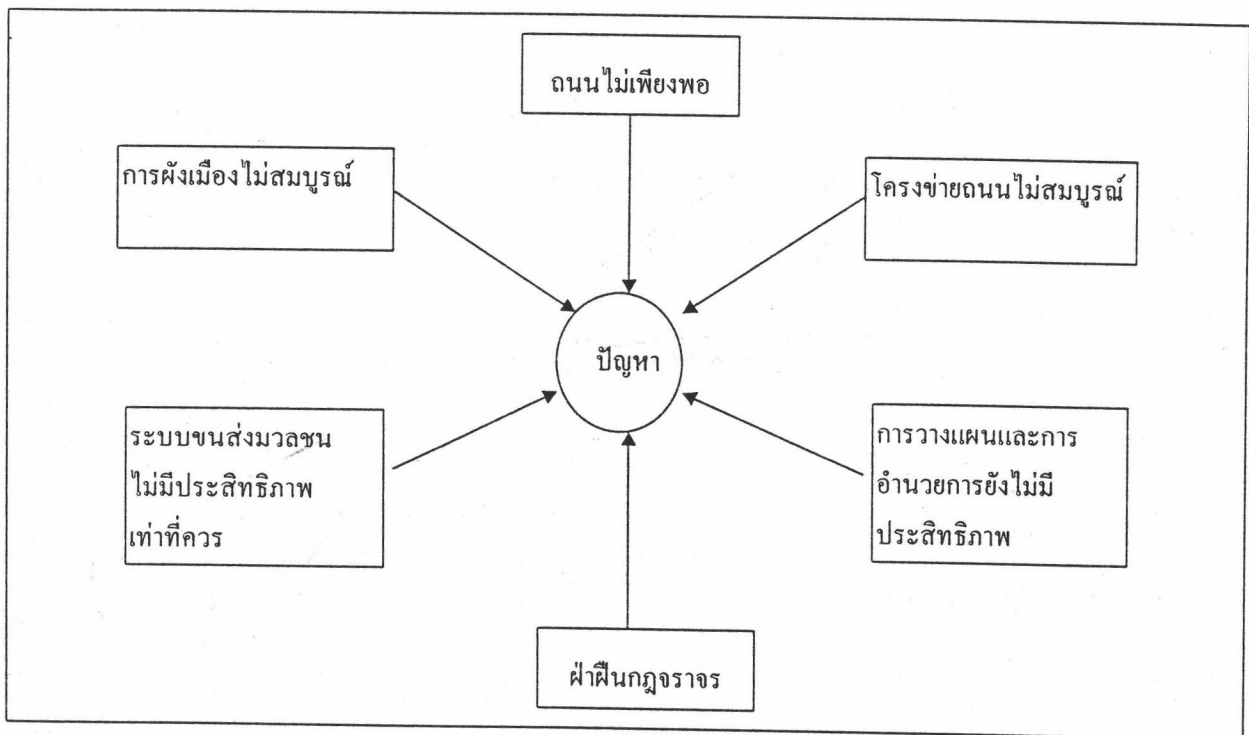 ถนนไม่เพียงพอ
การผังเมืองไม่สมบูรณ์
โครงข่ายถนนไม่สมบูรณ์
ปัญหา
ระบบขนส่งมวลชน
ไม่มีประสิทธิภาพ
เท่าที่ควร
การวางแผนและการ
อำนวยการยังไม่มี
ประสิทธิภาพ
ฝ่าฝืนกฎจราจร